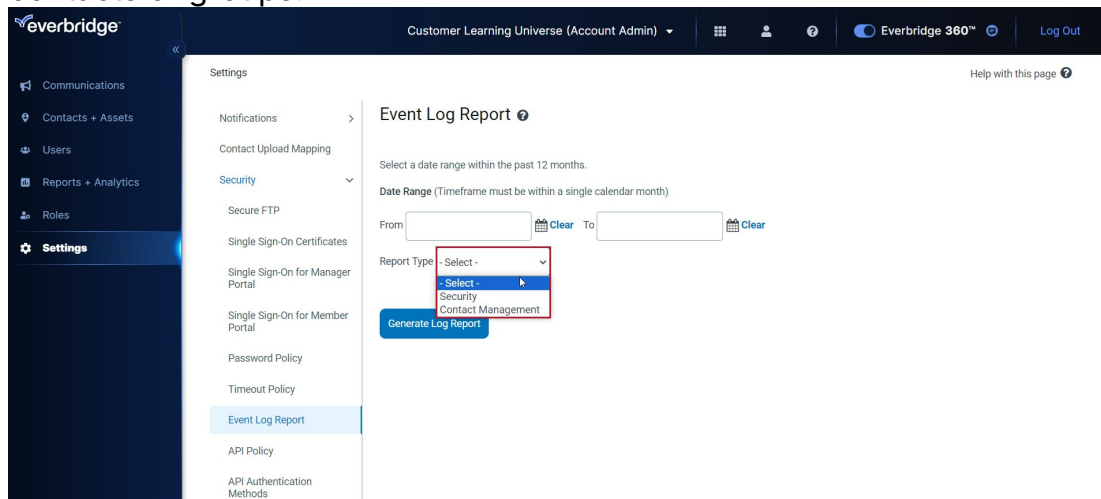 everbridge
Customer Learning Universe (Account Admin)
Everbridge 360™
Log Out
«
Communications
Contacts + Assets
Users
Reports + Analytics
Roles
Settings
Settings
Help with this page
Notifications
Contact Upload Mapping
Security
Secure FTP
Single Sign-On Certificates
Single Sign-On for Manager
Portal
Single Sign-On for Member
Portal
Password Policy
Timeout Policy
Event Log Report
API Policy
API Authentication
Methods
Event Log Report
Select a date range within the past 12 months.
Date Range (Timeframe must be within a single calendar month)
From Clear To Clear
Report Type - Select -
- Select -
Security
Contact Management
Generate Log Report